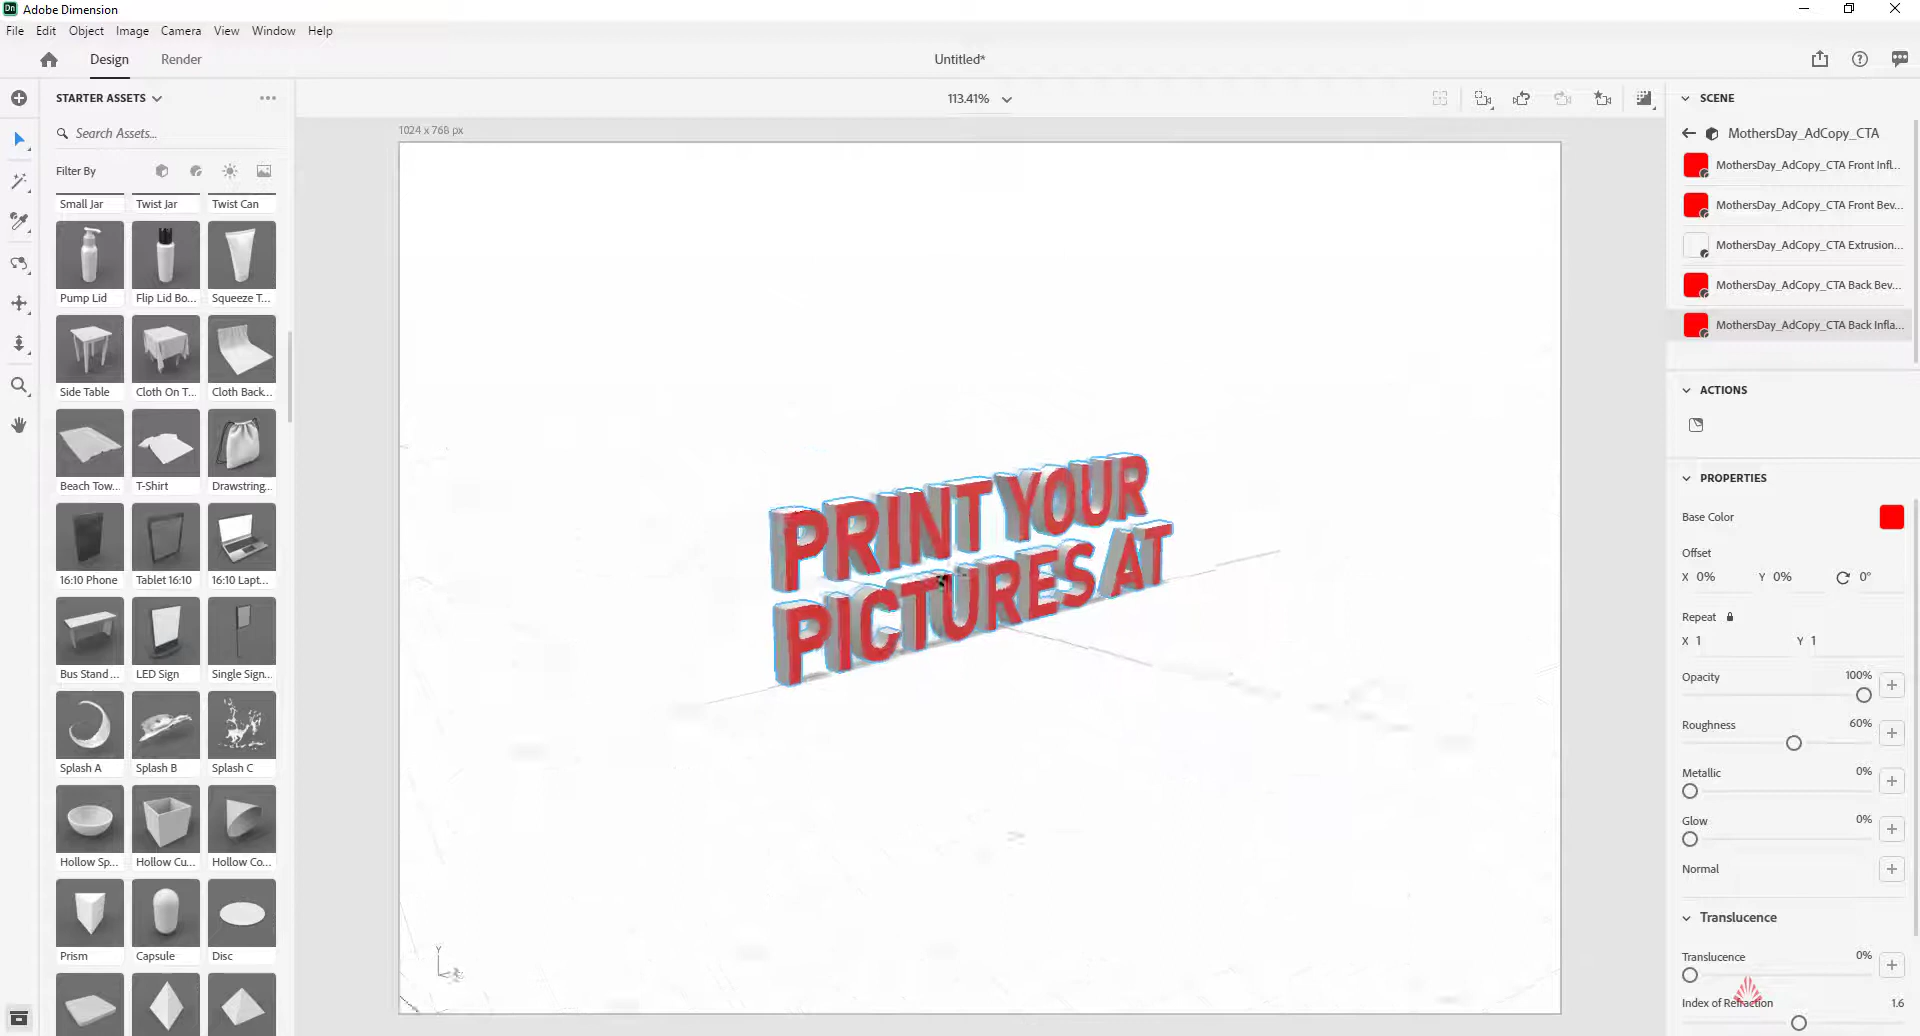 Dn Adobe Dimension
File Edit Object Image Camera View Window Help
Design Render Untitled*
STARTER ASSETS
Search Assets...
Filter By
Small Jar Twist Jar Twist Can
Pump Lid Flip Lid Bo... Squeeze T...
Side Table Cloth On T... Cloth Back...
Beach Tow... T-Shirt Drawstring...
16:10 Phone Tablet 16:10 16:10 Lapt...
Bus Stand ... LED Sign Single Sign...
Splash A Splash B Splash C
Hollow Sp... Hollow Cu... Hollow Co...
Prism Capsule Disc
113.41%
1024 x 768 px
PRINT YOUR
PICTURES AT
Y
SCENE
MothersDay_AdCopy_CTA
MothersDay_AdCopy_CTA Front Infl...
MothersDay_AdCopy_CTA Front Bev...
MothersDay_AdCopy_CTA Extrusion...
MothersDay_AdCopy_CTA Back Bev...
MothersDay_AdCopy_CTA Back Infla...
ACTIONS
PROPERTIES
Base Color
Offset
X 0% Y 0% 0°
Repeat
X 1 Y 1
Opacity 100%
Roughness 60%
Metallic 0%
Glow 0%
Normal
Translucence
Translucence 0%
Index of Refraction 1.6